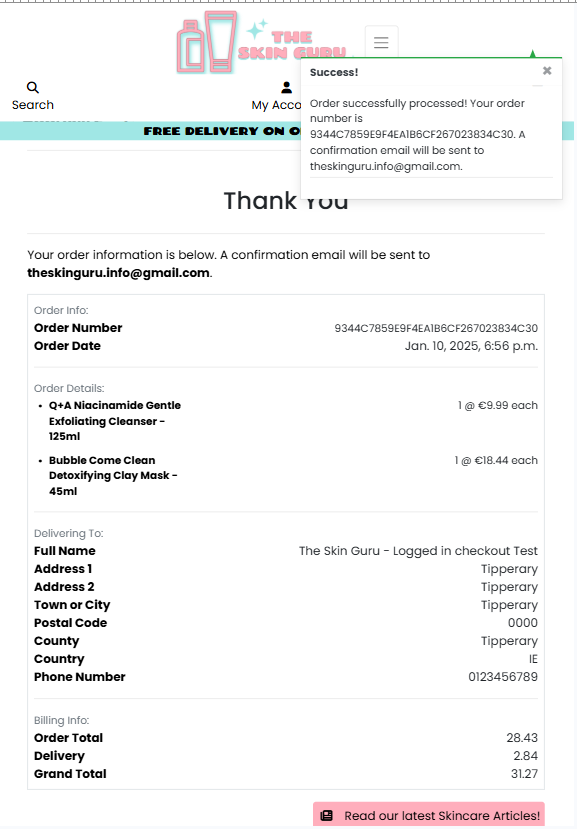 THE
SKIN GURU
Success!
×
Order successfully processed! Your order
number is
9344C7859E9F4EA1B6CF267023834C30. A
confirmation email will be sent to
theskinguru.info@gmail.com.
Search
My Acco
FREE DELIVERY ON O
Thank You
Your order information is below. A confirmation email will be sent to
theskinguru.info@gmail.com.
Order Info:
Order Number 9344C7859E9F4EA1B6CF267023834C30
Order Date Jan. 10, 2025, 6:56 p.m.
Order Details:
• Q+A Niacinamide Gentle 1 @ €9.99 each
Exfoliating Cleanser -
125ml
• Bubble Come Clean 1 @ €18.44 each
Detoxifying Clay Mask -
45ml
Delivering To:
Full Name The Skin Guru - Logged in checkout Test
Address 1 Tipperary
Address 2 Tipperary
Town or City Tipperary
Postal Code 0000
County Tipperary
Country IE
Phone Number 0123456789
Billing Info:
Order Total 28.43
Delivery 2.84
Grand Total 31.27
Read our latest Skincare Articles!